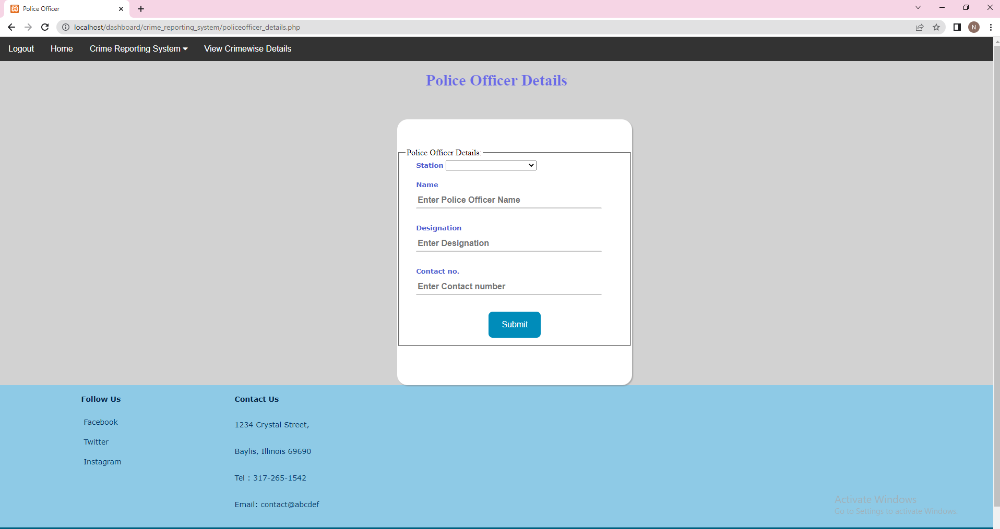 Police Officer
localhost/dashboard/crime_reporting_system/policeofficer_details.php
N
Logout Home Crime Reporting System View Crimewise Details
Police Officer Details
Police Officer Details:
Station
Name
Enter Police Officer Name
Designation
Enter Designation
Contact no.
Enter Contact number
Submit
Follow Us
Facebook
Twitter
Instagram
Contact Us
1234 Crystal Street,
Baylis, Illinois 69690
Tel : 317-265-1542
Email: contact@abcdef
Activate Windows
Go to Settings to activate Windows.